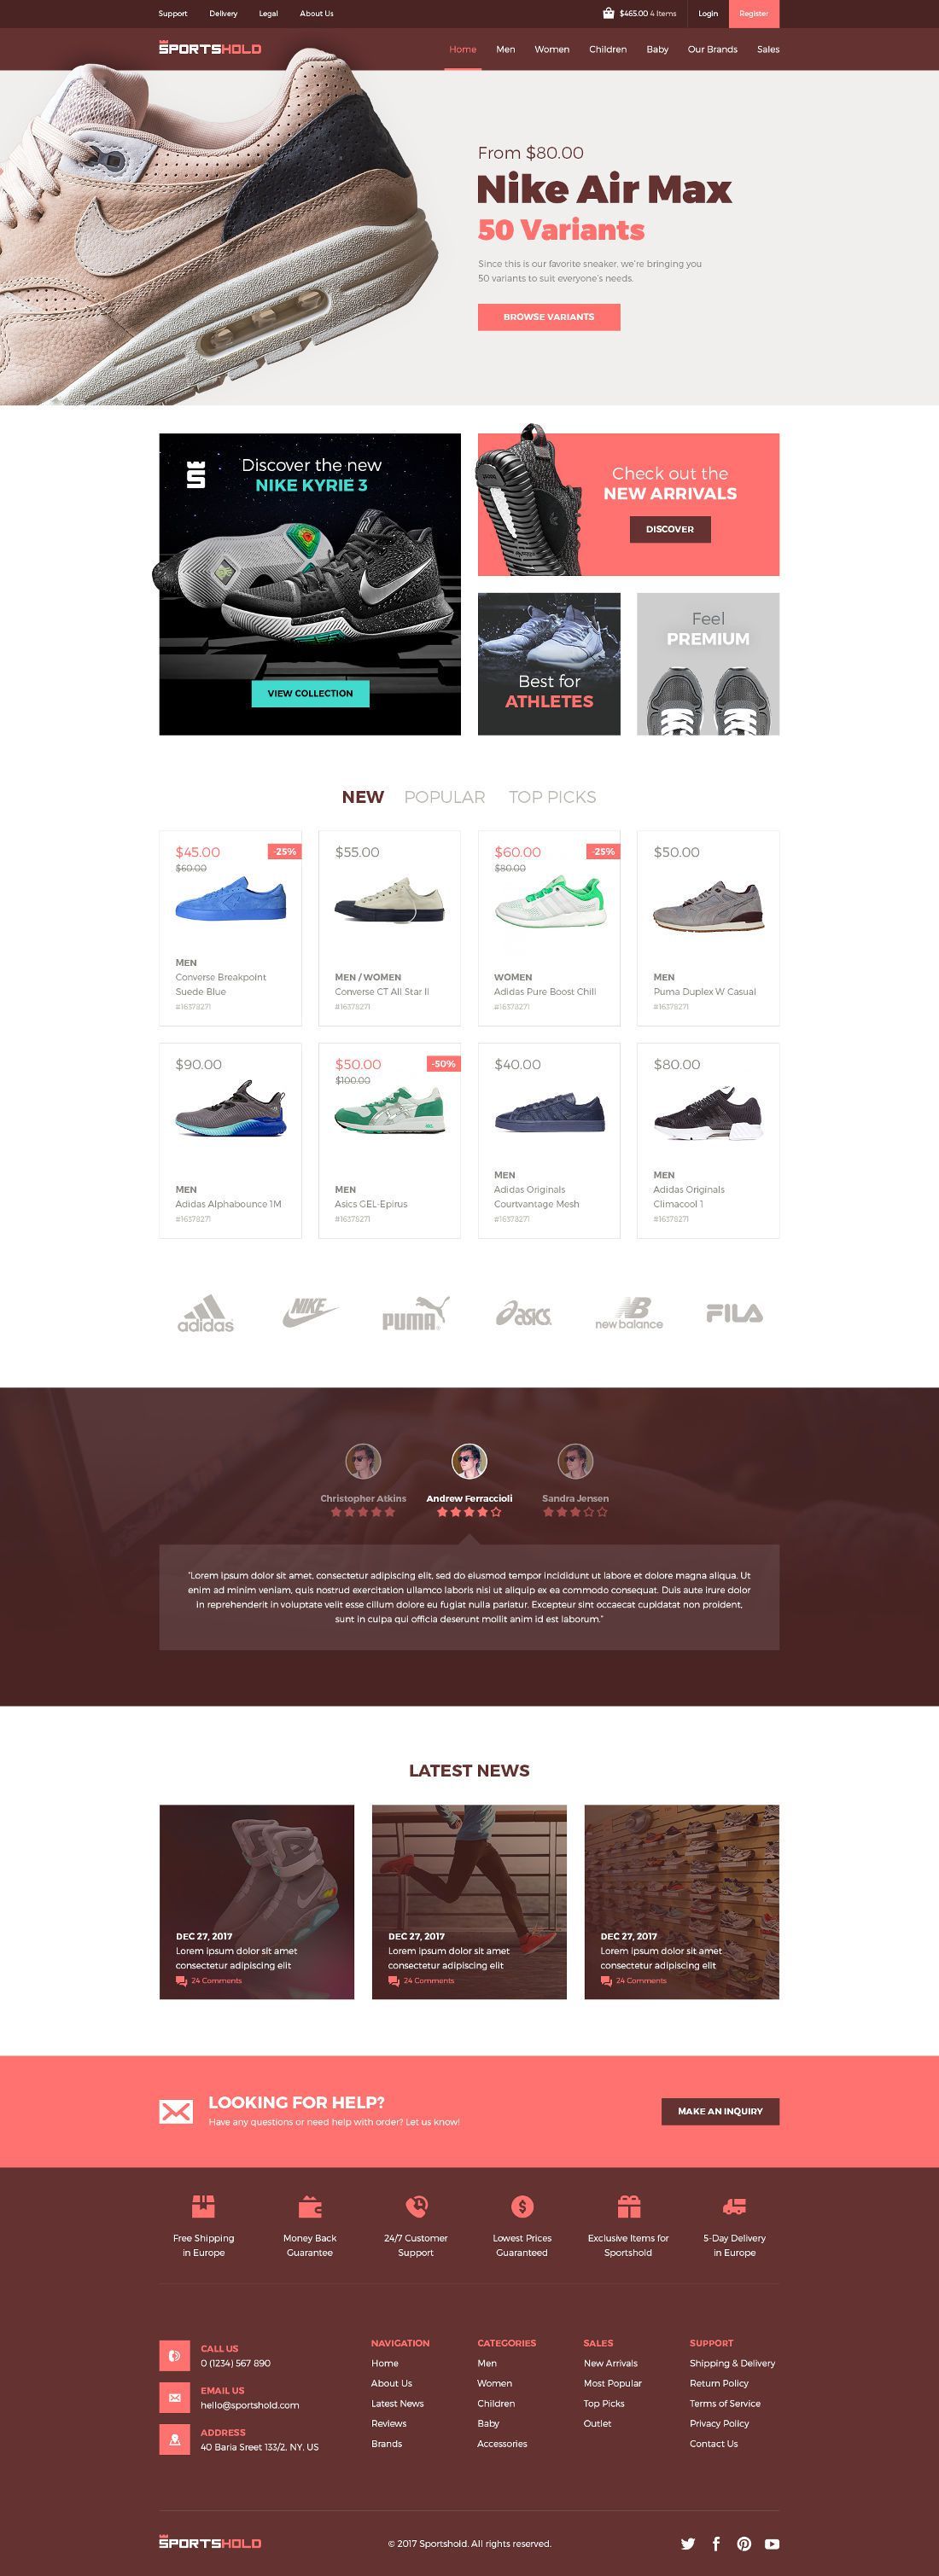 Support Delivery Legal About Us $465.00 4 Items Login Register
SPORTSHOLD Home Men Women Children Baby Our Brands Sales
From $80.00
Nike Air Max
50 Variants
Since this is our favorite sneaker, we're bringing you
50 variants to suit everyone's needs.
BROWSE VARIANTS
Discover the new
NIKE KYRIE 3
VIEW COLLECTION
Check out the
NEW ARRIVALS
DISCOVER
Best for
ATHLETES
Feel
PREMIUM
NEW POPULAR TOP PICKS
$45.00 -25%
$60.00
MEN
Converse Breakpoint
Suede Blue
#16378271
$55.00
MEN / WOMEN
Converse CT All Star II
#16378271
$60.00 -25%
$80.00
WOMEN
Adidas Pure Boost Chill
#16378271
$50.00
MEN
Puma Duplex W Casual
#16378271
$90.00
MEN
Adidas Alphabounce 1M
#16378271
$50.00 -50%
$100.00
MEN
Asics GEL-Epirus
#16378271
$40.00
MEN
Adidas Originals
Courtvantage Mesh
#16378271
$80.00
MEN
Adidas Originals
Climacool 1
#16378271
adidas NIKE PUMA asics new balance FILA
Christopher Atkins Andrew Ferraccioli Sandra Jensen
"Lorem ipsum dolor sit amet, consectetur adipiscing elit, sed do eiusmod tempor incididunt ut labore et dolore magna aliqua. Ut
enim ad minim veniam, quis nostrud exercitation ullamco laboris nisi ut aliquip ex ea commodo consequat. Duis aute irure dolor
in reprehenderit in voluptate velit esse cillum dolore eu fugiat nulla pariatur. Excepteur sint occaecat cupidatat non proident,
sunt in culpa qui officia deserunt mollit anim id est laborum."
LATEST NEWS
DEC 27, 2017
Lorem ipsum dolor sit amet
consectetur adipiscing elit
24 Comments
DEC 27, 2017
Lorem ipsum dolor sit amet
consectetur adipiscing elit
24 Comments
DEC 27, 2017
Lorem ipsum dolor sit amet
consectetur adipiscing elit
24 Comments
LOOKING FOR HELP?
Have any questions or need help with order? Let us know!
MAKE AN INQUIRY
Free Shipping
in Europe
Money Back
Guarantee
24/7 Customer
Support
Lowest Prices
Guaranteed
Exclusive Items for
Sportshold
5-Day Delivery
in Europe
CALL US
0 (1234) 567 890
EMAIL US
hello@sportshold.com
ADDRESS
40 Baria Sreet 133/2, NY, US
NAVIGATION
Home
About Us
Latest News
Reviews
Brands
CATEGORIES
Men
Women
Children
Baby
Accessories
SALES
New Arrivals
Most Popular
Top Picks
Outlet
SUPPORT
Shipping & Delivery
Return Policy
Terms of Service
Privacy Policy
Contact Us
SPORTSHOLD © 2017 Sportshold. All rights reserved.